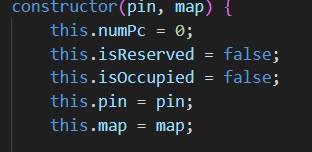 constructor(pin, map) {
this.numPc = 0;
this.isReserved = false;
this.isOccupied = false;
this.pin = pin;
this.map = map;